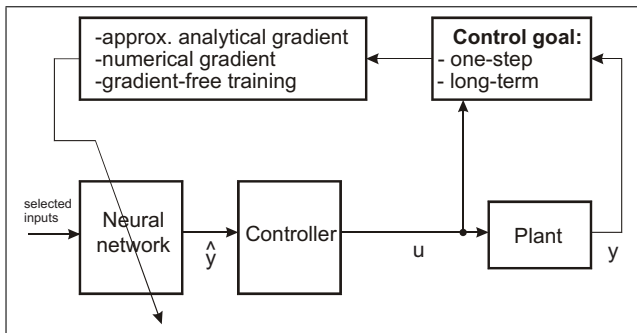 -approx. analytical gradient
-numerical gradient
-gradient-free training
Control goal:
- one-step
- long-term
selected
inputs
Neural
network
ŷ
Controller
u
Plant
y